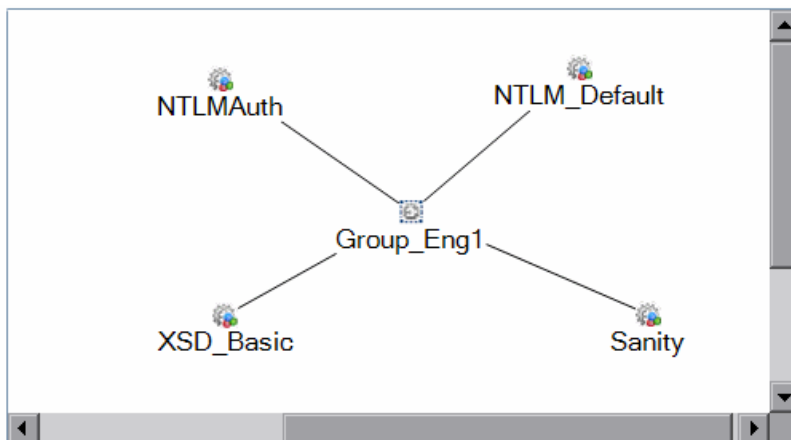 NTLMAuth
NTLM_Default
Group_Eng1
XSD_Basic
Sanity